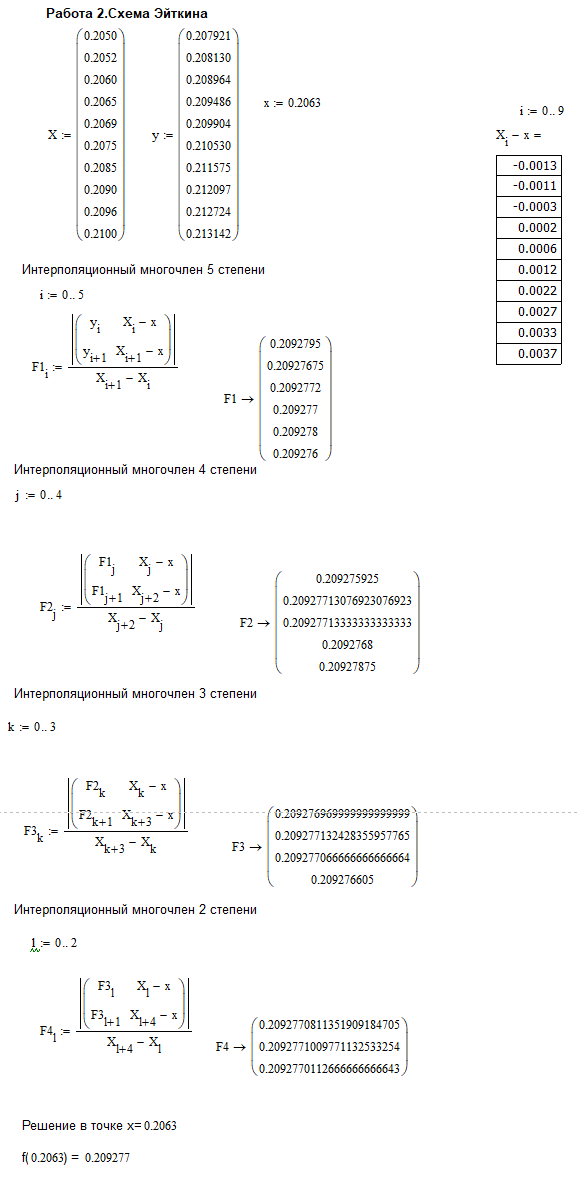 Работа 2.Схема Эйткина
X := ( 0.2050 0.2052 0.2060 0.2065 0.2069 0.2075 0.2085 0.2090 0.2096 0.2100 )
y := ( 0.207921 0.208130 0.208964 0.209486 0.209904 0.210530 0.211575 0.212097 0.212724 0.213142 )
x := 0.2063
i := 0.. 9
X_i − x =
-0.0013
-0.0011
-0.0003
0.0002
0.0006
0.0012
0.0022
0.0027
0.0033
0.0037
Интерполяционный многочлен 5 степени
i := 0.. 5
F1_i := |( y_i X_i − x y_i+1 X_i+1 − x )| / X_i+1 − X_i
F1 → ( 0.2092795 0.20927675 0.2092772 0.209277 0.209278 0.209276 )
Интерполяционный многочлен 4 степени
j := 0.. 4
F2_j := |( F1_j X_j − x F1_j+1 X_j+2 − x )| / X_j+2 − X_j
F2 → ( 0.209275925 0.20927713076923076923 0.20927713333333333333 0.2092768 0.20927875 )
Интерполяционный многочлен 3 степени
k := 0.. 3
F3_k := |( F2_k X_k − x F2_k+1 X_k+3 − x )| / X_k+3 − X_k
F3 → ( 0.20927696999999999999 0.209277132428355957765 0.209277066666666666664 0.209276605 )
Интерполяционный многочлен 2 степени
l := 0.. 2
F4_l := |( F3_l X_l − x F3_l+1 X_l+4 − x )| / X_l+4 − X_l
F4 → ( 0.2092770811351909184705 0.2092771009771132533254 0.2092770112666666666643 )
Решение в точке x= 0.2063
f( 0.2063) = 0.209277